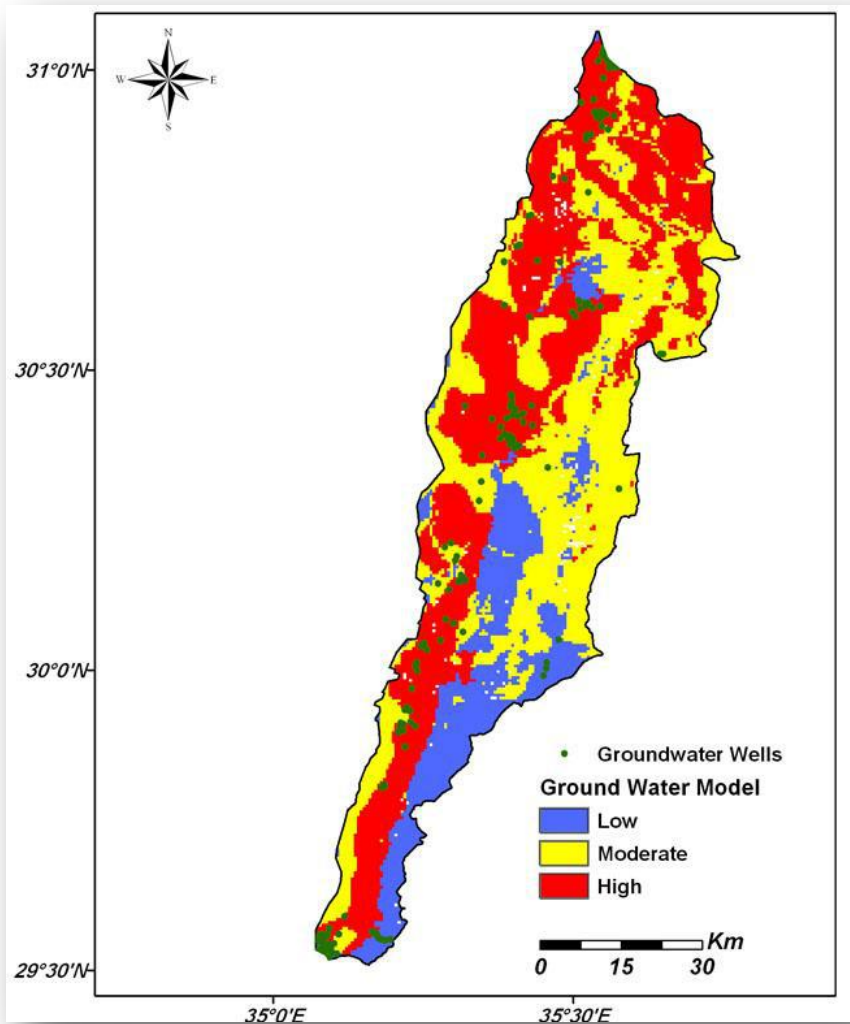 N
W E
S
31°0'N
30°30'N
30°0'N
29°30'N
Groundwater Wells
Ground Water Model
Low
Moderate
High
Km
0 15 30
35°0'E 35°30'E